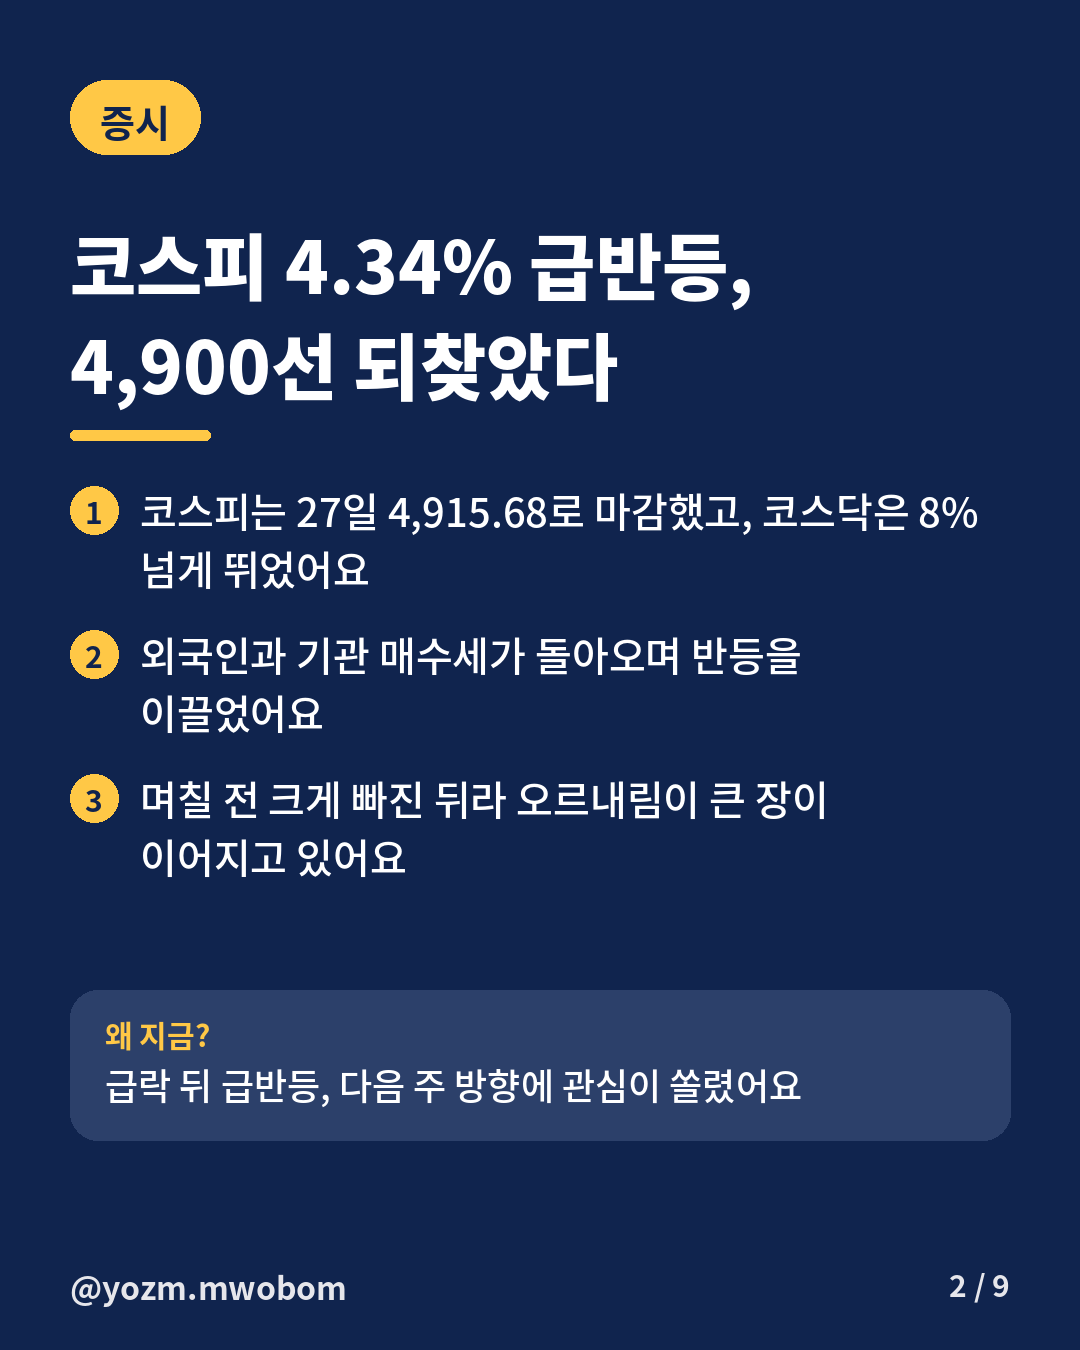 증시
코스피 4.34% 급반등,
4,900선 되찾았다
1 코스피는 27일 4,915.68로 마감했고, 코스닥은 8%
넘게 뛰었어요
2 외국인과 기관 매수세가 돌아오며 반등을
이끌었어요
3 며칠 전 크게 빠진 뒤라 오르내림이 큰 장이
이어지고 있어요
왜 지금?
급락 뒤 급반등, 다음 주 방향에 관심이 쏠렸어요
@yozm.mwobom
2 / 9